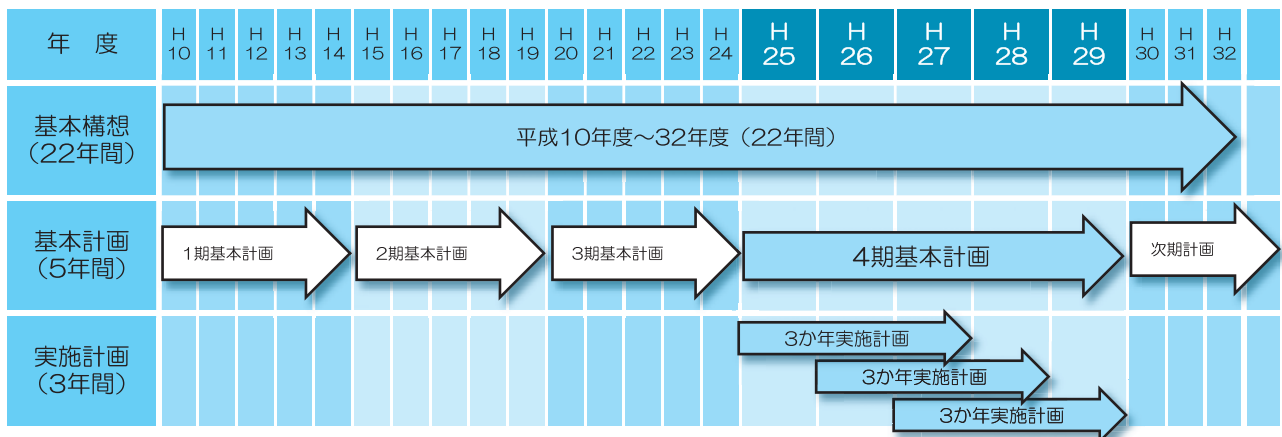 年　度
H 10
H 11
H 12
H 13
H 14
H 15
H 16
H 17
H 18
H 19
H 20
H 21
H 22
H 23
H 24
H 25
H 26
H 27
H 28
H 29
H 30
H 31
H 32
基本構想
（22年間）
平成10年度～32年度（22年間）
基本計画
（5年間）
1期基本計画
2期基本計画
3期基本計画
4期基本計画
次期計画
実施計画
（3年間）
3か年実施計画
3か年実施計画
3か年実施計画